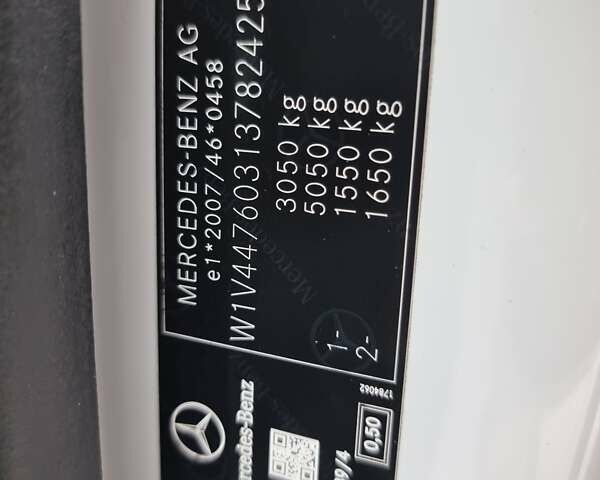 MERCEDES-BENZ AG
e1*2007/46*0458
W1V44760313782425
3050 kg
5050 kg
1- 1550 kg
2- 1650 kg
1784062
Mercedes-Benz
0,50